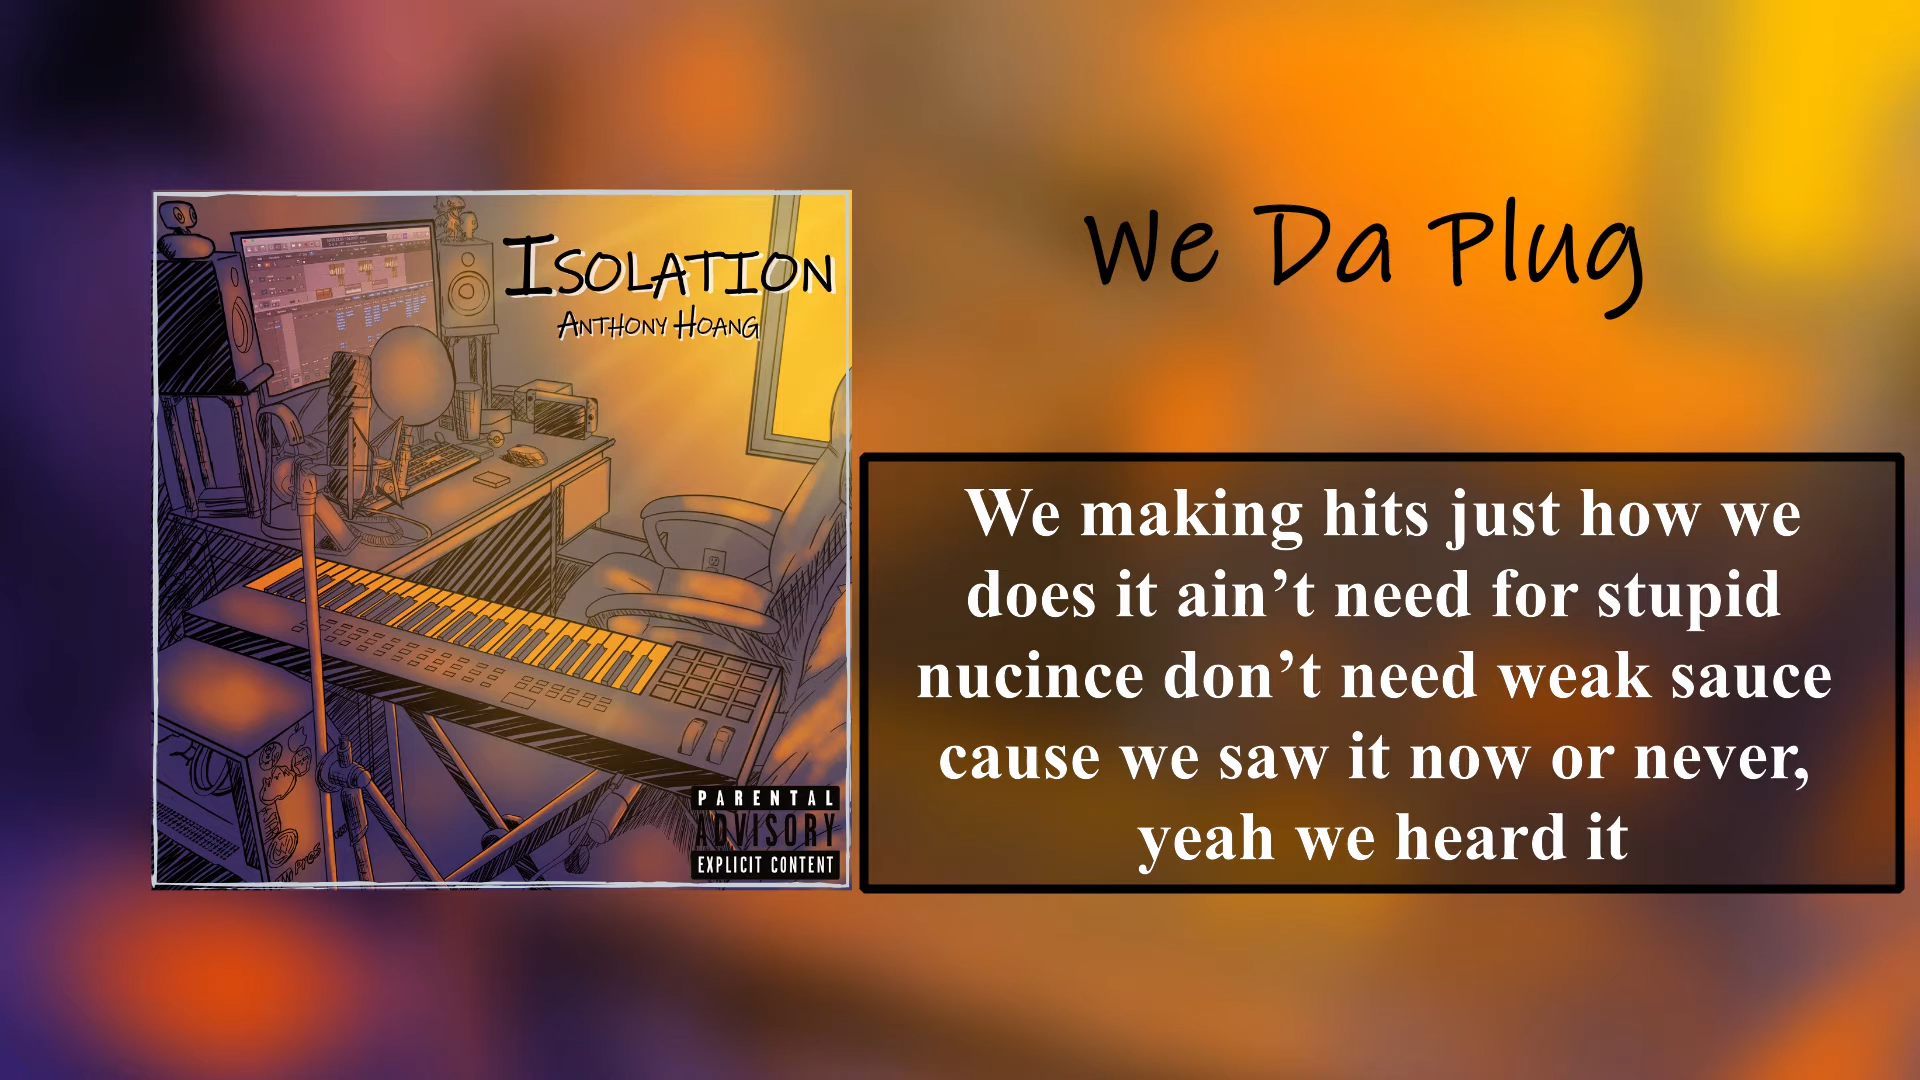 Isolation
Anthony Hoang
PARENTAL
ADVISORY
EXPLICIT CONTENT
We Da Plug
We making hits just how we
does it ain’t need for stupid
nucince don’t need weak sauce
cause we saw it now or never,
yeah we heard it